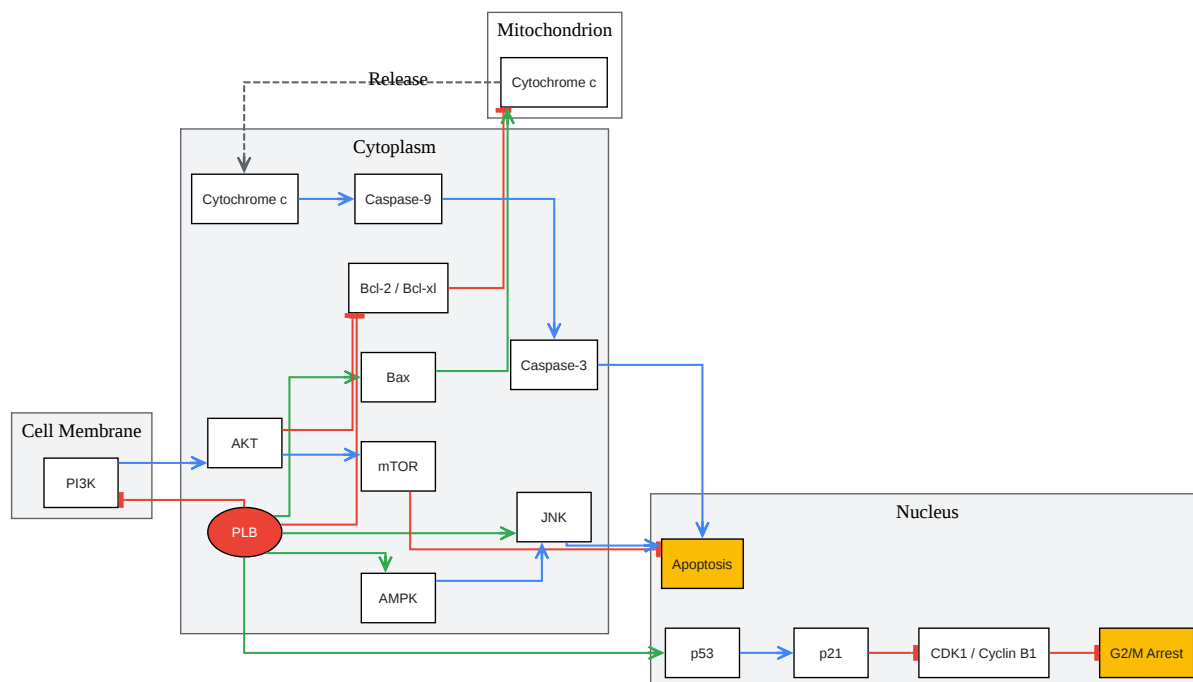 Mitochondrion
Cytochrome c
Release
Cytoplasm
Cytochrome c
Caspase-9
Bcl-2 / Bcl-xl
Caspase-3
Bax
Cell Membrane
AKT
mTOR
PI3K
PLB
JNK
Nucleus
Apoptosis
AMPK
p53
p21
CDK1 / Cyclin B1
G2/M Arrest